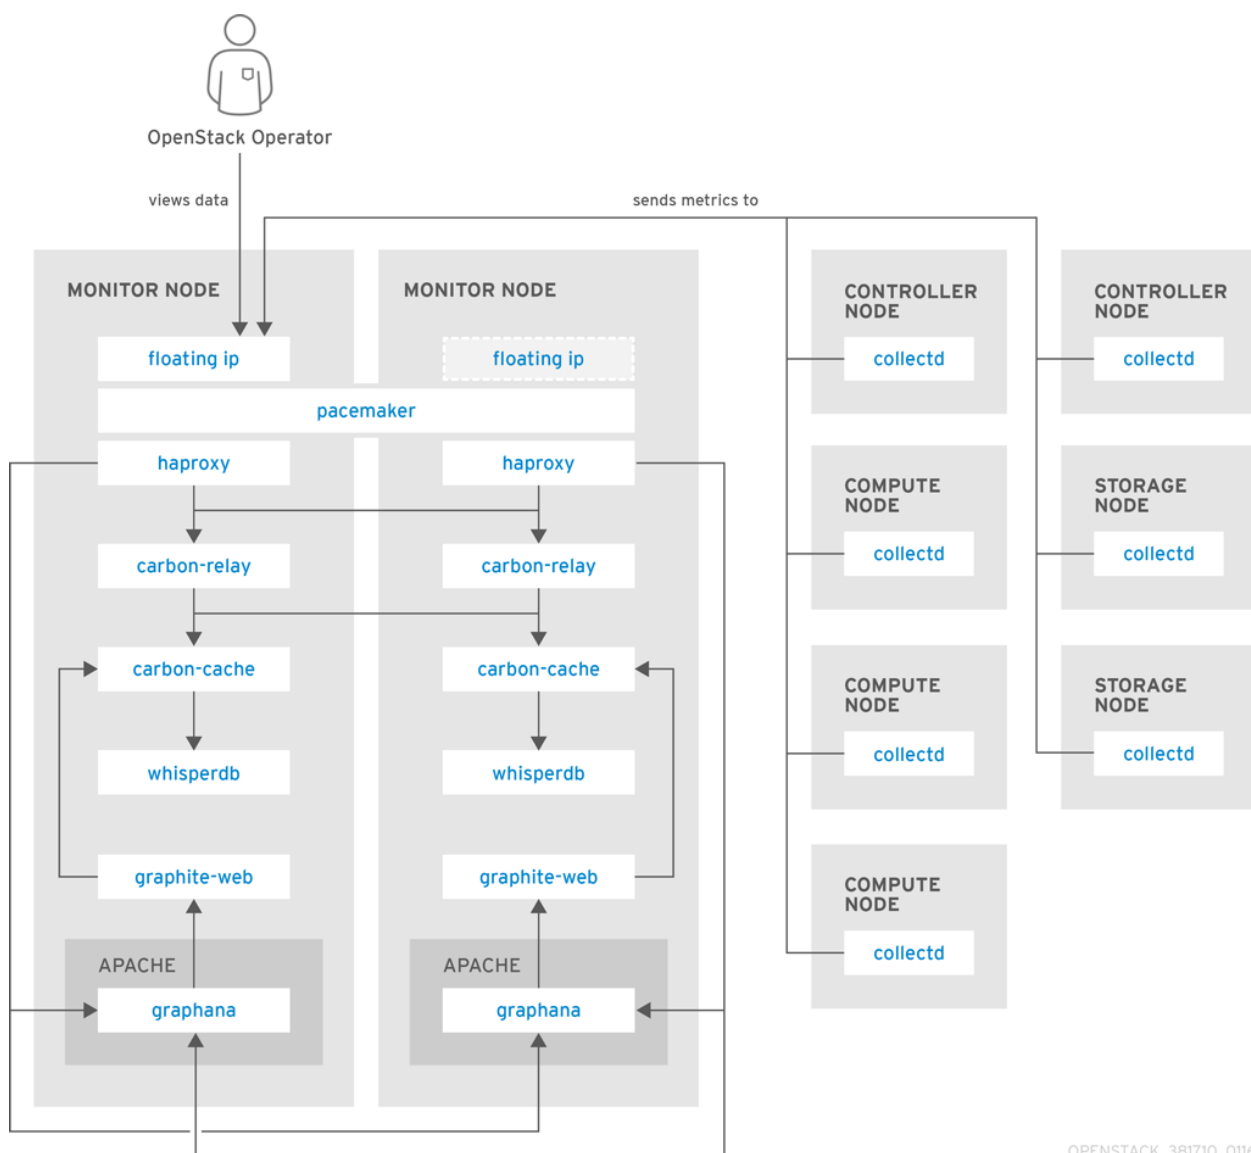 OpenStack Operator
views data
sends metrics to
MONITOR NODE
floating ip
MONITOR NODE
floating ip
pacemaker
haproxy
haproxy
carbon-relay
carbon-relay
carbon-cache
carbon-cache
whisperdb
whisperdb
graphite-web
graphite-web
APACHE
graphana
APACHE
graphana
CONTROLLER
NODE
collectd
CONTROLLER
NODE
collectd
COMPUTE
NODE
collectd
STORAGE
NODE
collectd
COMPUTE
NODE
collectd
STORAGE
NODE
collectd
COMPUTE
NODE
collectd
OPENSTACK_381710_0116